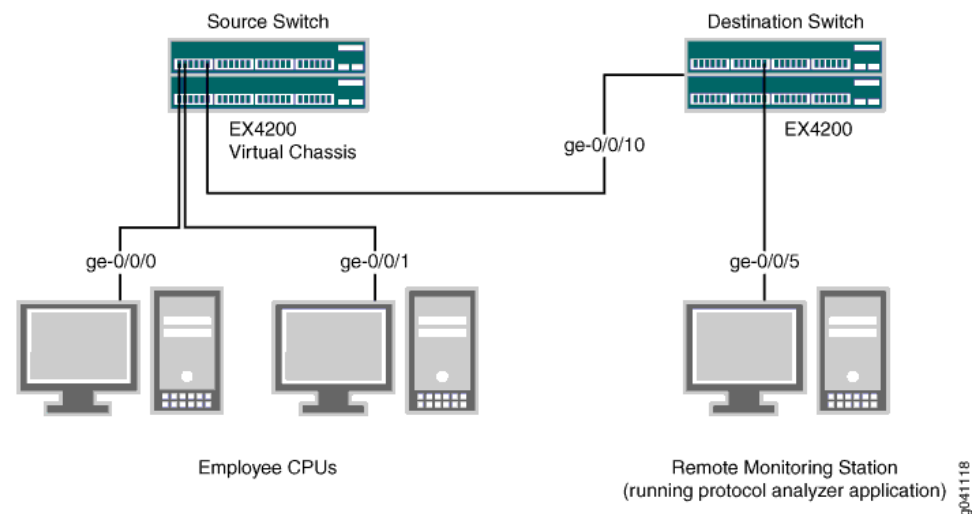 Source Switch
Destination Switch
EX4200
Virtual Chassis
EX4200
ge-0/0/10
ge-0/0/0
ge-0/0/1
ge-0/0/5
Employee CPUs
Remote Monitoring Station
(running protocol analyzer application)
g041118